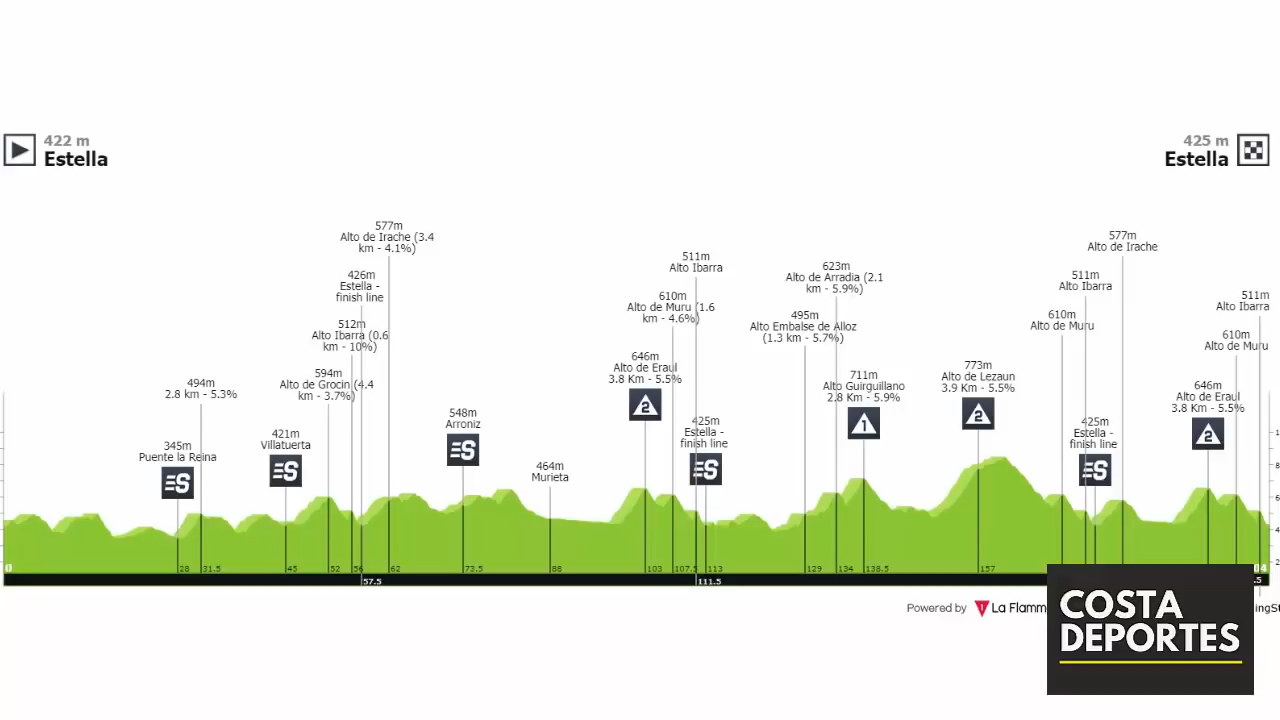 422 m
Estella
425 m
Estella
345m
Puente la Reina
494m
2.8 km - 5.3%
421m
Villatuerta
594m
Alto de Grocin (4.4
km - 3.7%)
512m
Alto Ibarra (0.6
km - 10%)
426m
Estella -
finish line
577m
Alto de Irache (3.4
km - 4.1%)
548m
Arroniz
464m
Murieta
646m
Alto de Eraul
3.8 Km - 5.5%
610m
Alto de Muru (1.6
km - 4.6%)
511m
Alto Ibarra
425m
Estella -
finish line
495m
Alto Embalse de Alloz
(1.3 km - 5.7%)
623m
Alto de Arradia (2.1
km - 5.9%)
711m
Alto Guirguillano
2.8 Km - 5.9%
773m
Alto de Lezaun
3.9 Km - 5.5%
610m
Alto de Muru
511m
Alto Ibarra
425m
Estella -
finish line
577m
Alto de Irache
646m
Alto de Eraul
3.8 Km - 5.5%
610m
Alto de Muru
511m
Alto Ibarra
S S S 2 S 1 2 S 2
0 28 31.5 45 52 56 62 73.5 88 103 107.5 113 129 134 138.5 157
57.5 111.5
Powered by La Flamm
COSTA
DEPORTES